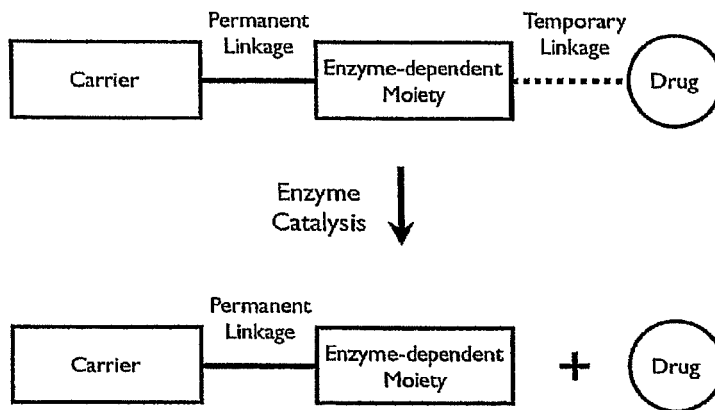 Permanent
Linkage
Temporary
Linkage
Carrier
Enzyme-dependent
Moiety
Drug
Enzyme
Catalysis
Permanent
Linkage
Carrier
Enzyme-dependent
Moiety
+
Drug